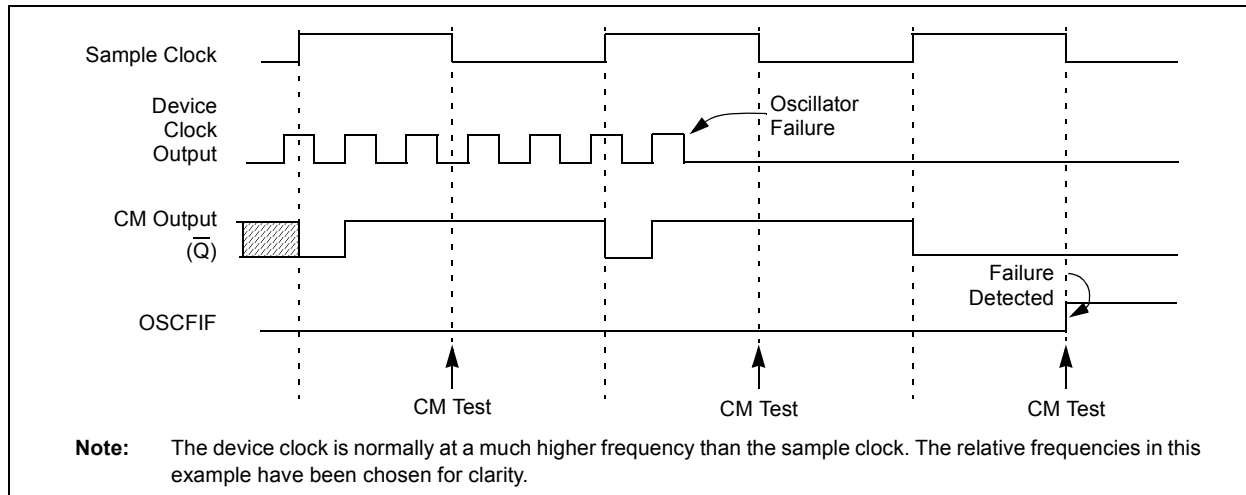 Sample Clock
Device
Clock
Output
Oscillator
Failure
CM Output
(Q̅)
Failure
Detected
OSCFIF
CM Test
CM Test
CM Test
Note: The device clock is normally at a much higher frequency than the sample clock. The relative frequencies in this
example have been chosen for clarity.